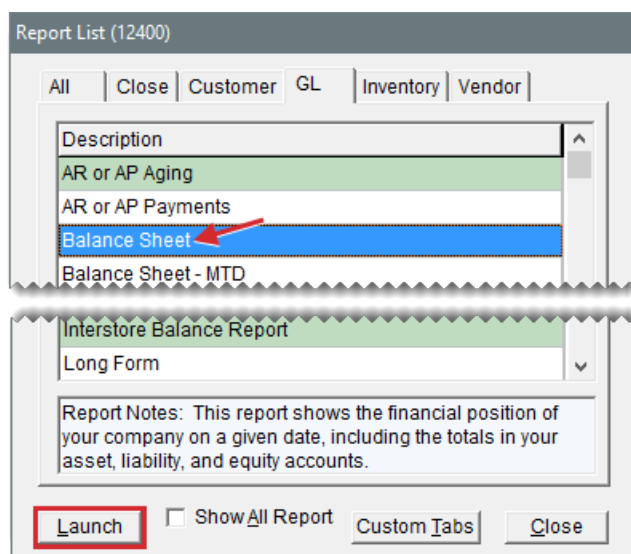 Report List (12400)
All Close Customer GL Inventory Vendor
Description
AR or AP Aging
AR or AP Payments
Balance Sheet
Balance Sheet - MTD
Interstore Balance Report
Long Form
Report Notes: This report shows the financial position of
your company on a given date, including the totals in your
asset, liability, and equity accounts.
Launch Show All Report Custom Tabs Close